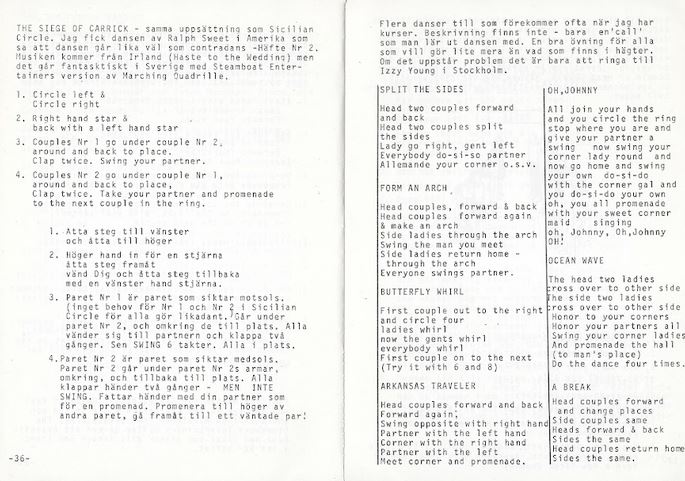 THE SIEGE OF CARRICK - samma uppsättning som Sicilian
Circle. Jag fick dansen av Ralph Sweet i Amerika som
sa att dansen går lika väl som contradans -Häfte Nr 2.
Musiken kommer från Irland (Haste to the Wedding) men
det går fantasktiskt i Sverige med Steamboat Enter-
tainers version av Marching Quadrille.
1. Circle left &
Circle right
2. Right hand star &
back with a left hand star
3. Couples Nr 1 go under couple Nr 2,
around and back to place.
Clap twice. Swing your partner.
4. Couples Nr 2 go under couple Nr 1,
around and back to place,
Clap twice. Take your partner and promenade
to the next couple in the ring.
1. Atta steg till vänster
och åtta till höger
2. Höger hand in för en stjärna
åtta steg framåt
vänd Dig och åtta steg tillbaka
med en vänster hand stjärna.
3. Paret Nr 1 är paret som siktar motsols.
(inget behov för Nr 1 och Nr 2 i Sicilian
Circle för alla gör likadant. Går under
paret Nr 2, och omkring de till plats. Alla
vänder sig till partnern och klappa två
gånger. Sen SWING 6 takter. Alla i plats.
4. Paret Nr 2 är paret som siktar medsols.
Paret Nr 2 går under paret Nr 2s armar,
omkring, och tillbaka till plats. Alla
klappar händer två gånger - MEN INTE
SWING. Fattar händer med din partner som
för en promenad. Promenera till höger av
andra paret, gå framåt till ett väntade par!
-36-
Flera danser till som förekommer ofta när jag har
kurser. Beskrivning finns inte - bara en'call'
som man lär ut dansen med. En bra övning för alla
som vill gör lite mera än vad som finns i hägter.
Om det uppstår problem det är bara att ringa till
Izzy Young i Stockholm.
SPLIT THE SIDES
Head two couples forward
and back
Head two couples split
the sides
Lady go right, gent left
Everybody do-si-so partner
Allemande your corner o.s.v.
FORM AN ARCH
Head couples, forward & back
Head couples forward again
& make an arch
Side ladies through the arch
Swing the man you meet
Side ladies return home -
through the arch
Everyone swings partner.
BUTTERFLY WHIRL
First couple out to the right
and circle four
ladies whirl
now the gents whirl
everybody whirl
First couple on to the next
(Try it with 6 and 8)
ARKANSAS TRAVELER
Head couples forward and back
Forward again,
Swing opposite with right hand
Partner with the left hand
Corner with the right hand
Partner with the left
Meet corner and promenade.
OH,JOHNNY
All join your hands
and you circle the ring
stop where you are and
give your partner a
swing now swing your
corner lady round and
now go home and swing
your own do-si-do
with the corner gal and
you do-si-do your own
oh, you all promenade
with your sweet corner
maid singing
oh, Johnny, Oh,Johnny
OH!
OCEAN WAVE
The head two ladies
cross over to other side
The side two ladies
cross over to other side
Honor to your corners
Honor your partners all
Swing your corner ladies
And promenade the hall
(to man's place)
Do the dance four times.
A BREAK
Head couples forward
and change places
Side couples same
Heads forward & back
Sides the same
Head couples return home
Sides the same.